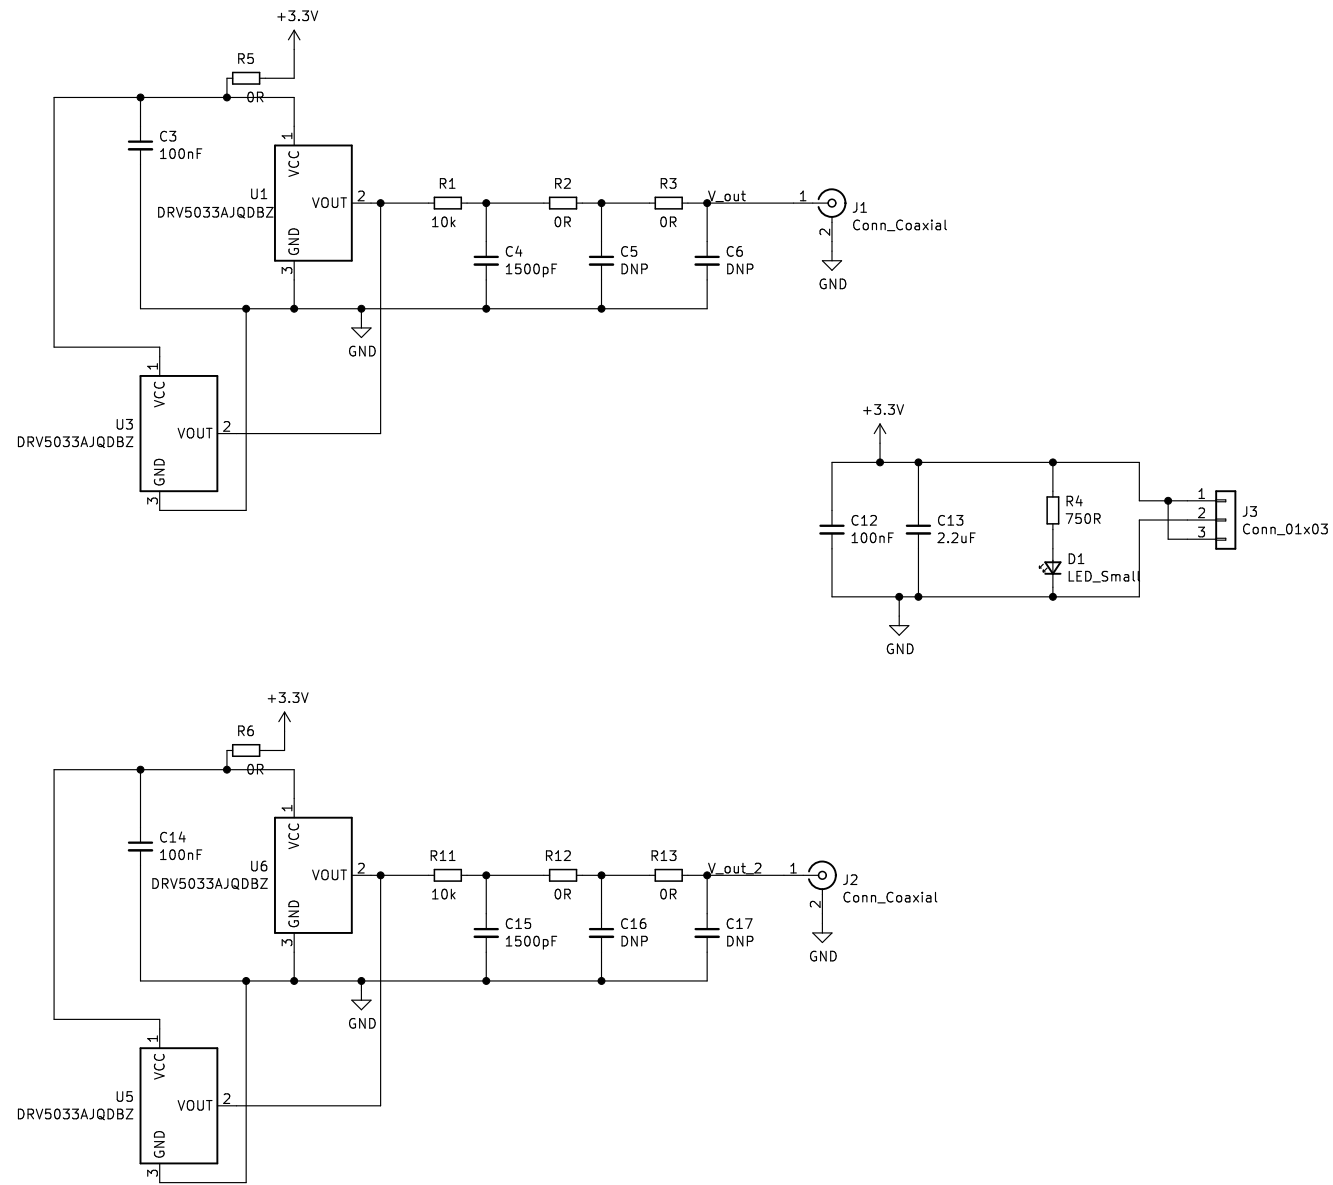 +3.3V
R5
0R
C3
100nF
1
VCC
U1
DRV5033AJQDBZ
VOUT
2
GND
3
R1
10k
R2
0R
R3
0R
V_out
1
J1
Conn_Coaxial
2
GND
C4
1500pF
C5
DNP
C6
DNP
GND
1
VCC
U3
DRV5033AJQDBZ
VOUT
2
GND
3
+3.3V
C12
100nF
C13
2.2uF
R4
750R
D1
LED_Small
1
2
3
J3
Conn_01x03
GND
+3.3V
R6
0R
C14
100nF
1
VCC
U6
DRV5033AJQDBZ
VOUT
2
GND
3
R11
10k
R12
0R
R13
0R
V_out_2
1
J2
Conn_Coaxial
2
GND
C15
1500pF
C16
DNP
C17
DNP
GND
1
VCC
U5
DRV5033AJQDBZ
VOUT
2
GND
3